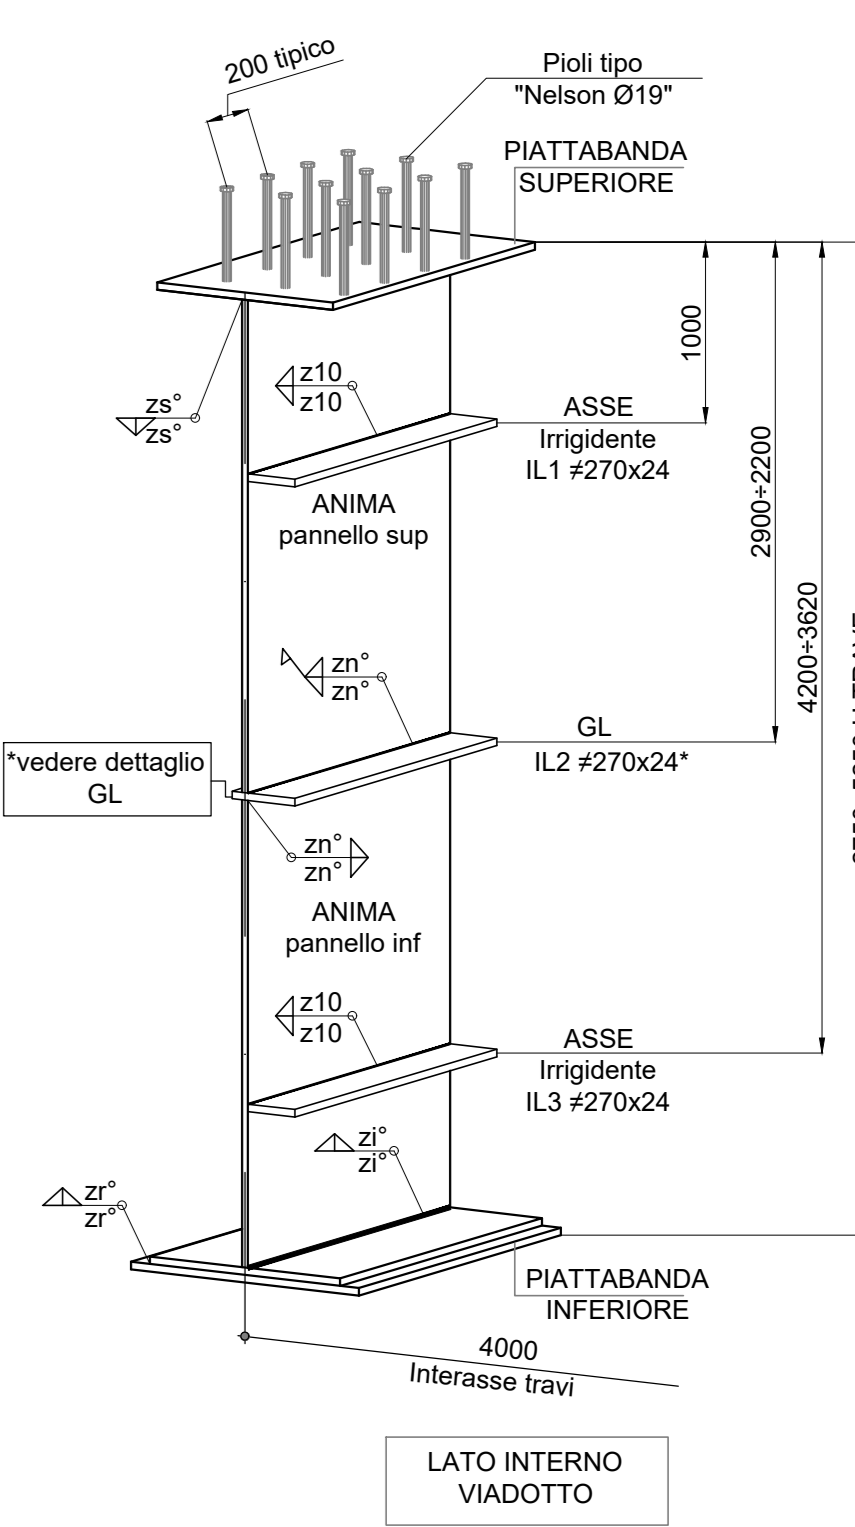 200 tipico
Pioli tipo
"Nelson Ø19"
PIATTABANDA
SUPERIORE
1000
2900÷2200
4200÷3620
z10
z10
zs°
zs°
ASSE
Irrigidente
IL1 ≠270x24
ANIMA
pannello sup
zn°
zn°
GL
IL2 ≠270x24*
*vedere dettaglio
GL
zn°
zn°
ANIMA
pannello inf
z10
z10
ASSE
Irrigidente
IL3 ≠270x24
zi°
zi°
zr°
zr°
PIATTABANDA
INFERIORE
4000
Interasse travi
LATO INTERNO
VIADOTTO